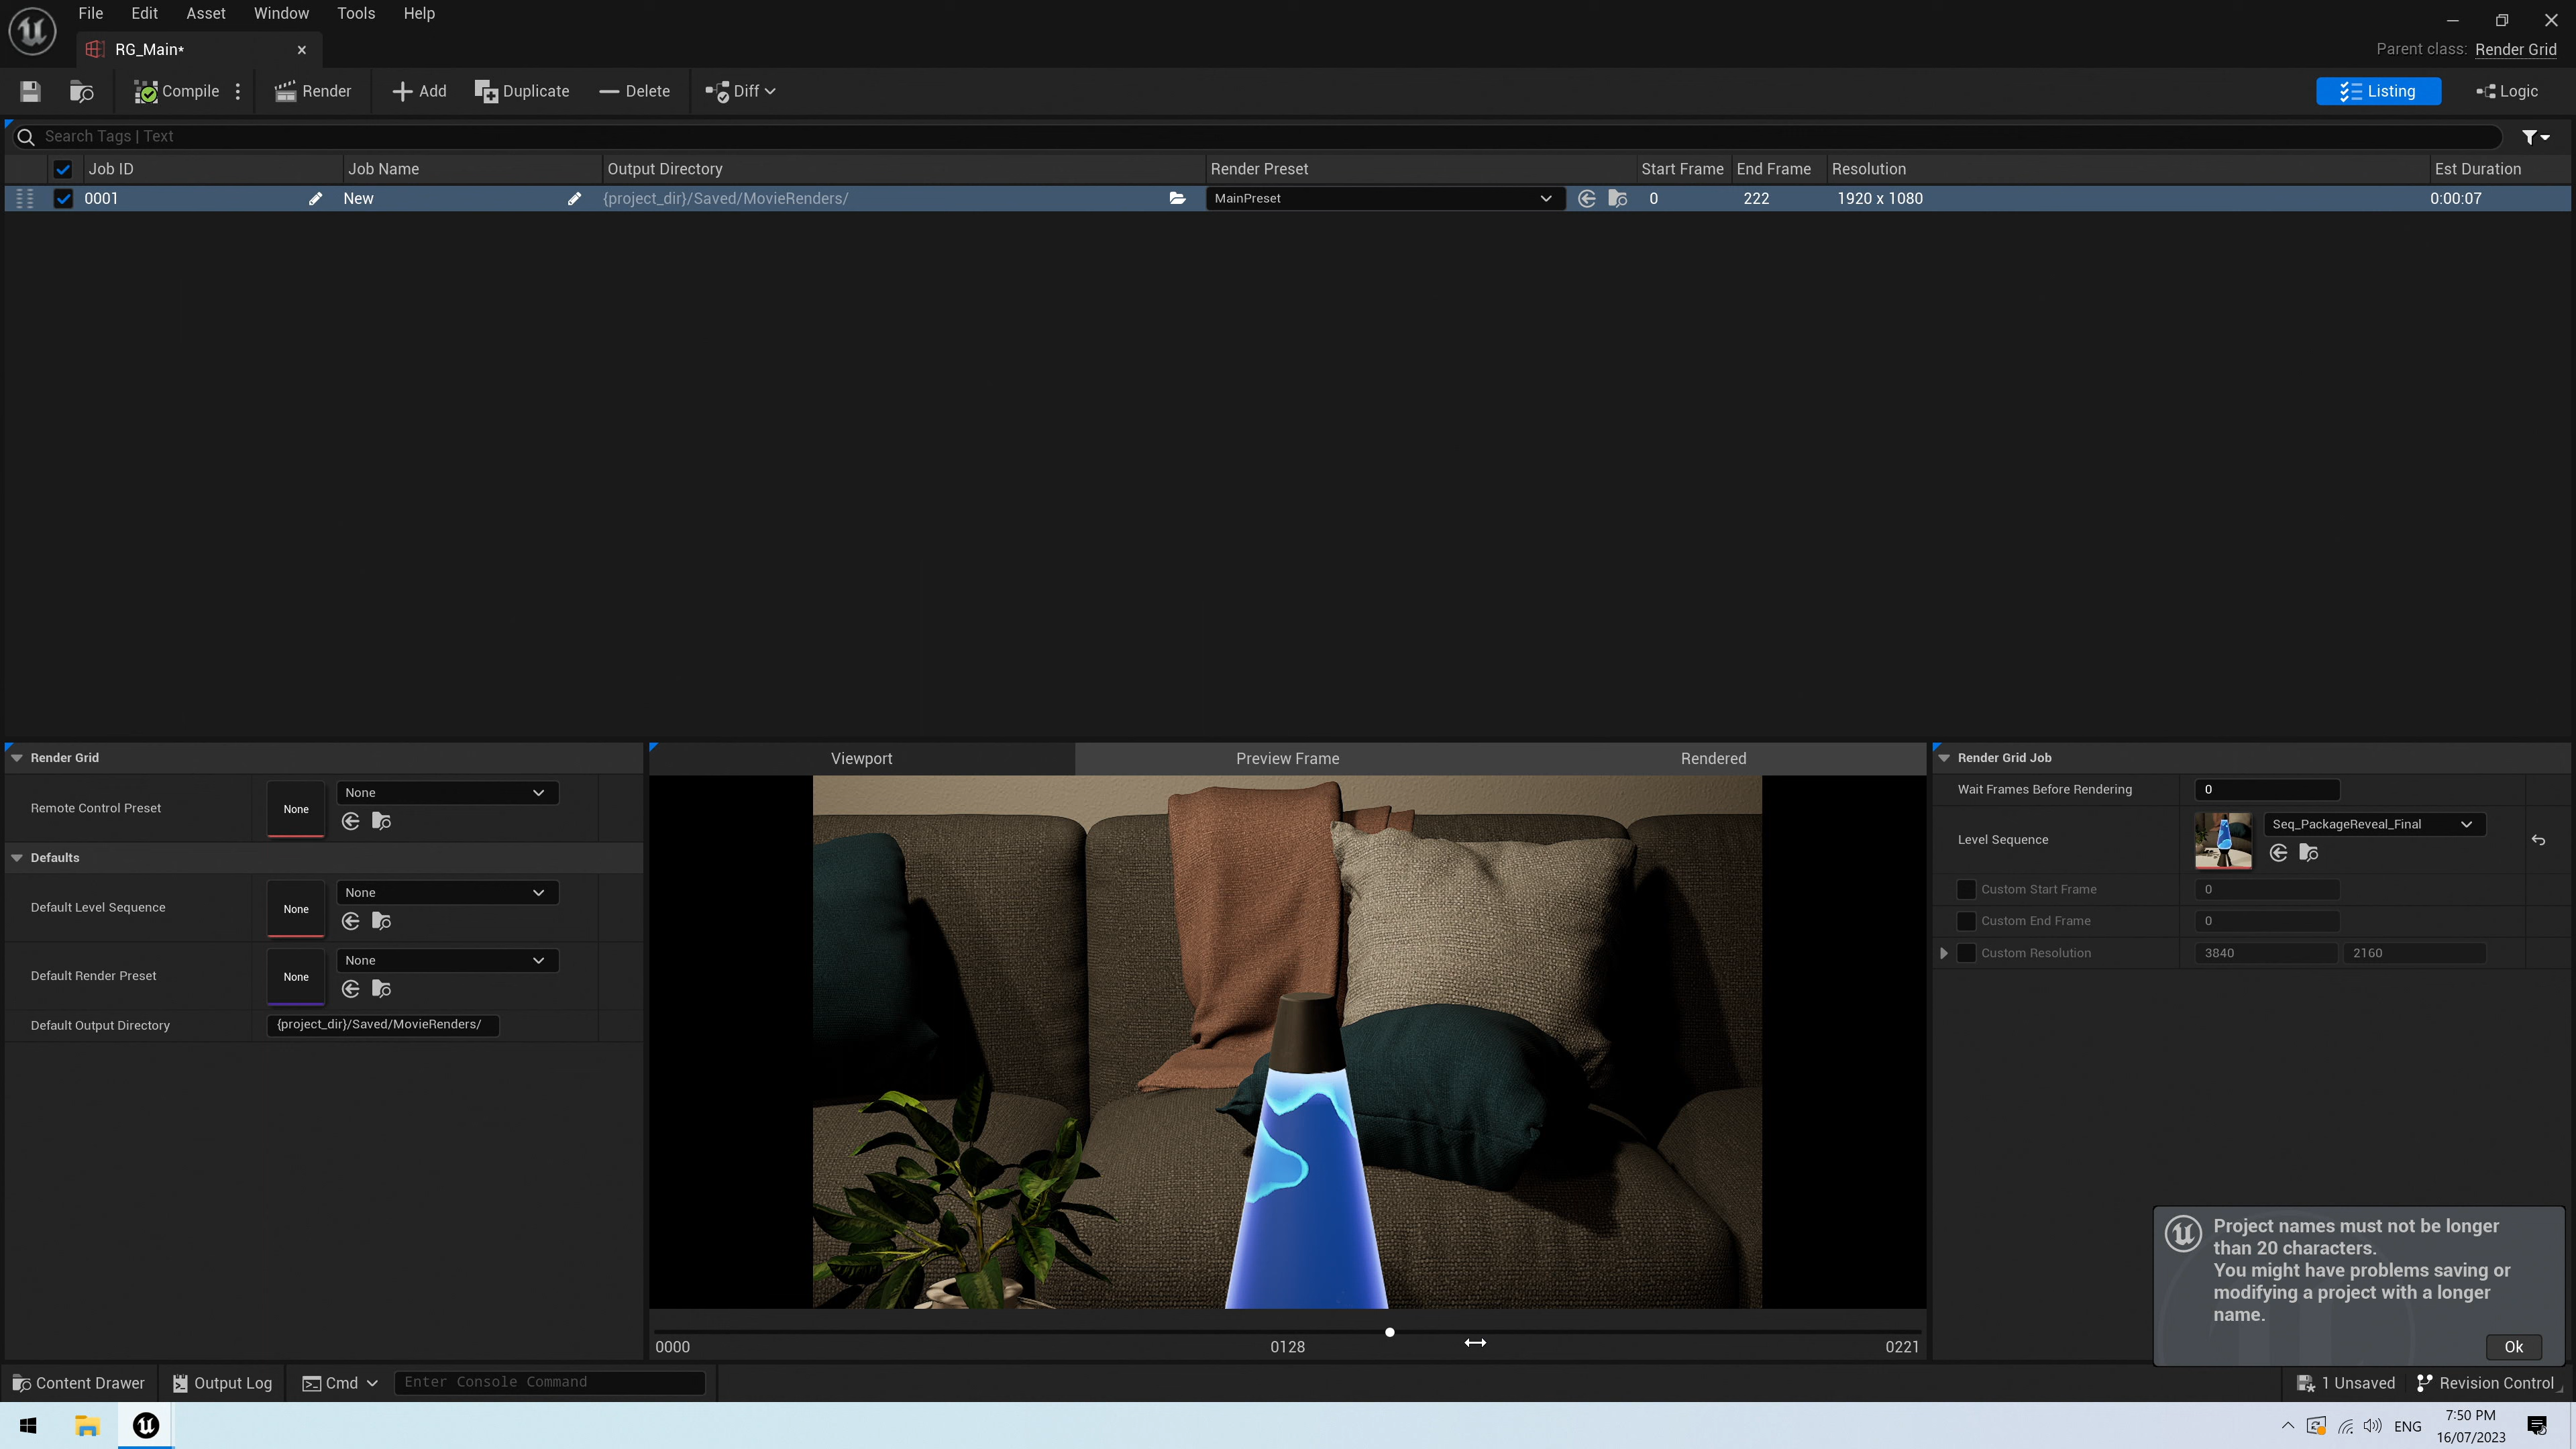 File Edit Asset Window Tools Help
RG_Main*
Parent class: Render Grid
Compile Render Add Duplicate Delete Diff Listing Logic
Search Tags | Text
Job ID Job Name Output Directory Render Preset Start Frame End Frame Resolution Est Duration
0001 New {project_dir}/Saved/MovieRenders/ MainPreset 0 222 1920 x 1080 0:00:07
Render Grid
Remote Control Preset None None
Defaults
Default Level Sequence None None
Default Render Preset None None
Default Output Directory {project_dir}/Saved/MovieRenders/
Viewport Preview Frame Rendered
0000 0128 0221
Render Grid Job
Wait Frames Before Rendering 0
Level Sequence Seq_PackageReveal_Final
Custom Start Frame 0
Custom End Frame 0
Custom Resolution 3840 2160
Project names must not be longer
than 20 characters.
You might have problems saving or
modifying a project with a longer
name.
Ok
Content Drawer Output Log Cmd Enter Console Command 1 Unsaved Revision Control
ENG 7:50 PM
16/07/2023